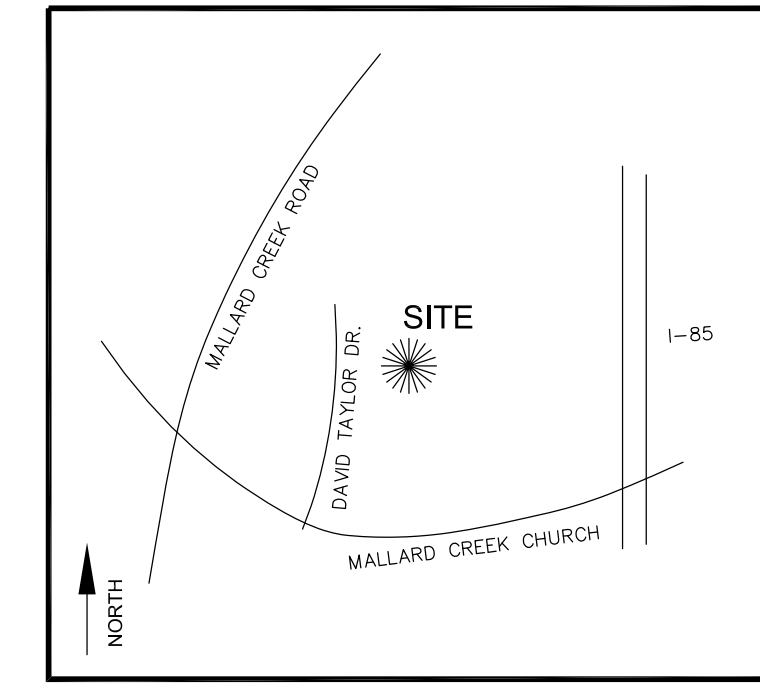 MALLARD CREEK ROAD
SITE
I-85
DAVID TAYLOR DR.
MALLARD CREEK CHURCH
NORTH